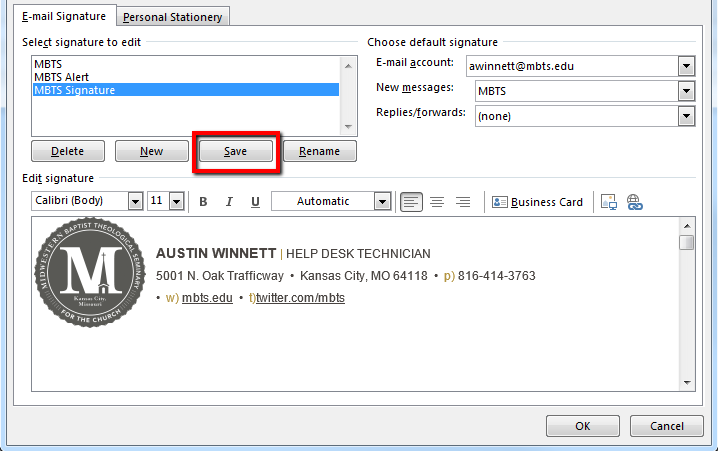 E-mail Signature Personal Stationery
Select signature to edit
MBTS
MBTS Alert
MBTS Signature
Delete New Save Rename
Choose default signature
E-mail account: awinnett@mbts.edu
New messages: MBTS
Replies/forwards: (none)
Edit signature
Calibri (Body) 11 B I U Automatic Business Card
MIDWESTERN BAPTIST THEOLOGICAL SEMINARY
M
Kansas City,
Missouri
FOR THE CHURCH
AUSTIN WINNETT | HELP DESK TECHNICIAN
5001 N. Oak Trafficway • Kansas City, MO 64118 • p) 816-414-3763
• w) mbts.edu • t)twitter.com/mbts
OK Cancel